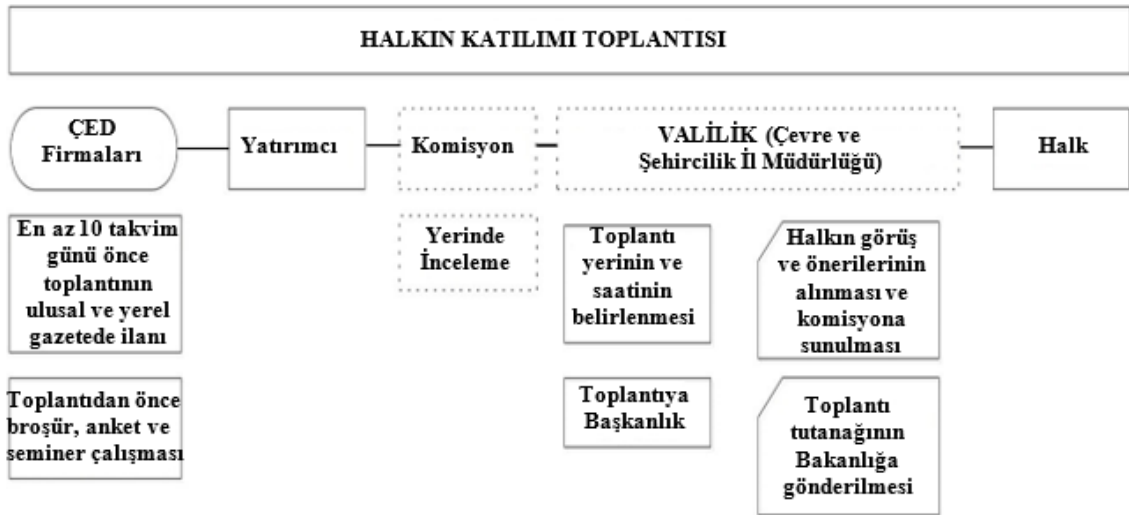 HALKIN KATILIMI TOPLANTISI
ÇED
Firmaları
Yatırımcı
Komisyon
VALİLİK (Çevre ve
Şehircilik İl Müdürlüğü)
Halk
En az 10 takvim
günü önce
toplantının
ulusal ve yerel
gazetede ilanı
Yerinde
İnceleme
Toplantı
yerinin ve
saatinin
belirlenmesi
Halkın görüş
ve önerilerinin
alınması ve
komisyona
sunulması
Toplantıdan önce
broşür, anket ve
seminer çalışması
Toplantıya
Başkanlık
Toplantı
tutanağının
Bakanlığa
gönderilmesi